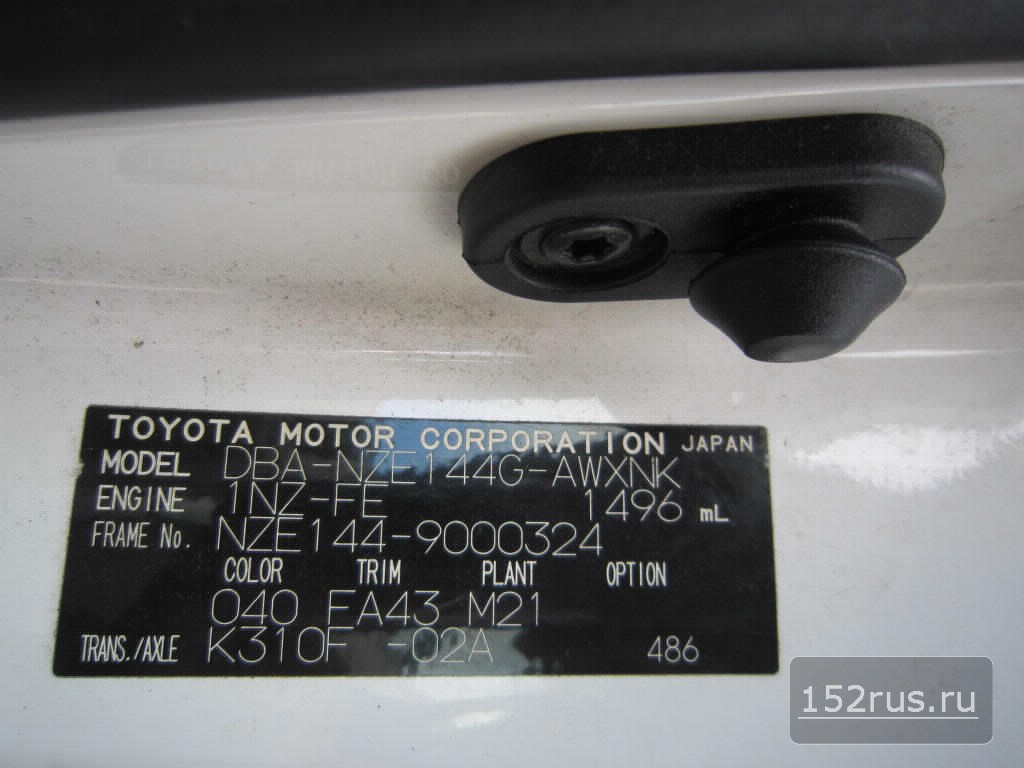 TOYOTA MOTOR CORPORATION JAPAN
MODEL DBA-NZE144G-AWXNK
ENGINE 1NZ-FE 1496 mL
FRAME No. NZE144-9000324
COLOR TRIM PLANT OPTION
040 FA43 M21
TRANS./AXLE K310F -02A 486
152rus.ru